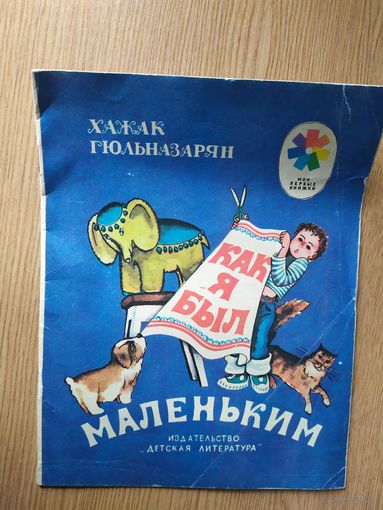 ХАЖАК
ГЮЛЬНАЗАРЯН
МОИ
ПЕРВЫЕ
КНИЖКИ
КАК
Я
БЫЛ
МАЛЕНЬКИМ
ИЗДАТЕЛЬСТВО
„ДЕТСКАЯ ЛИТЕРАТУРА"